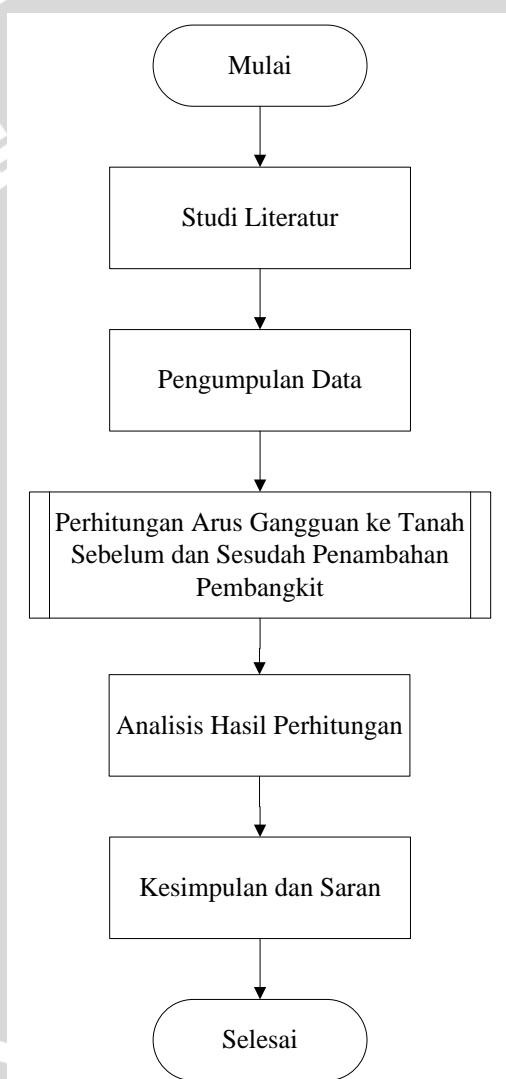 Mulai
Studi Literatur
Pengumpulan Data
Perhitungan Arus Gangguan ke Tanah
Sebelum dan Sesudah Penambahan
Pembangkit
Analisis Hasil Perhitungan
Kesimpulan dan Saran
Selesai